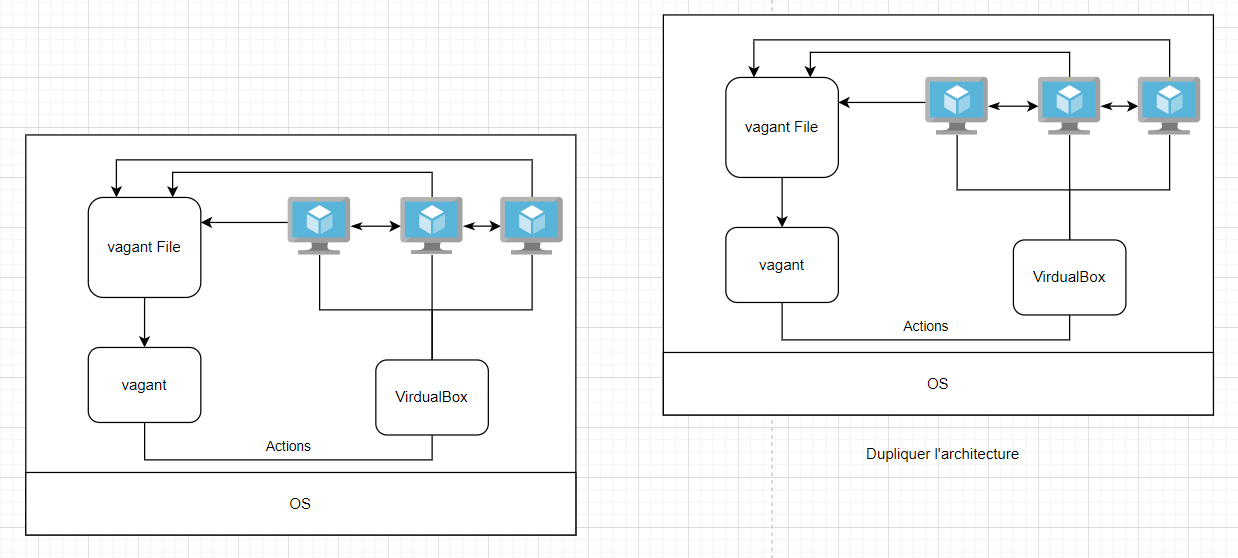 vagant File
vagant
VirdualBox
Actions
OS
vagant File
vagant
VirdualBox
Actions
OS
Dupliquer l'architecture